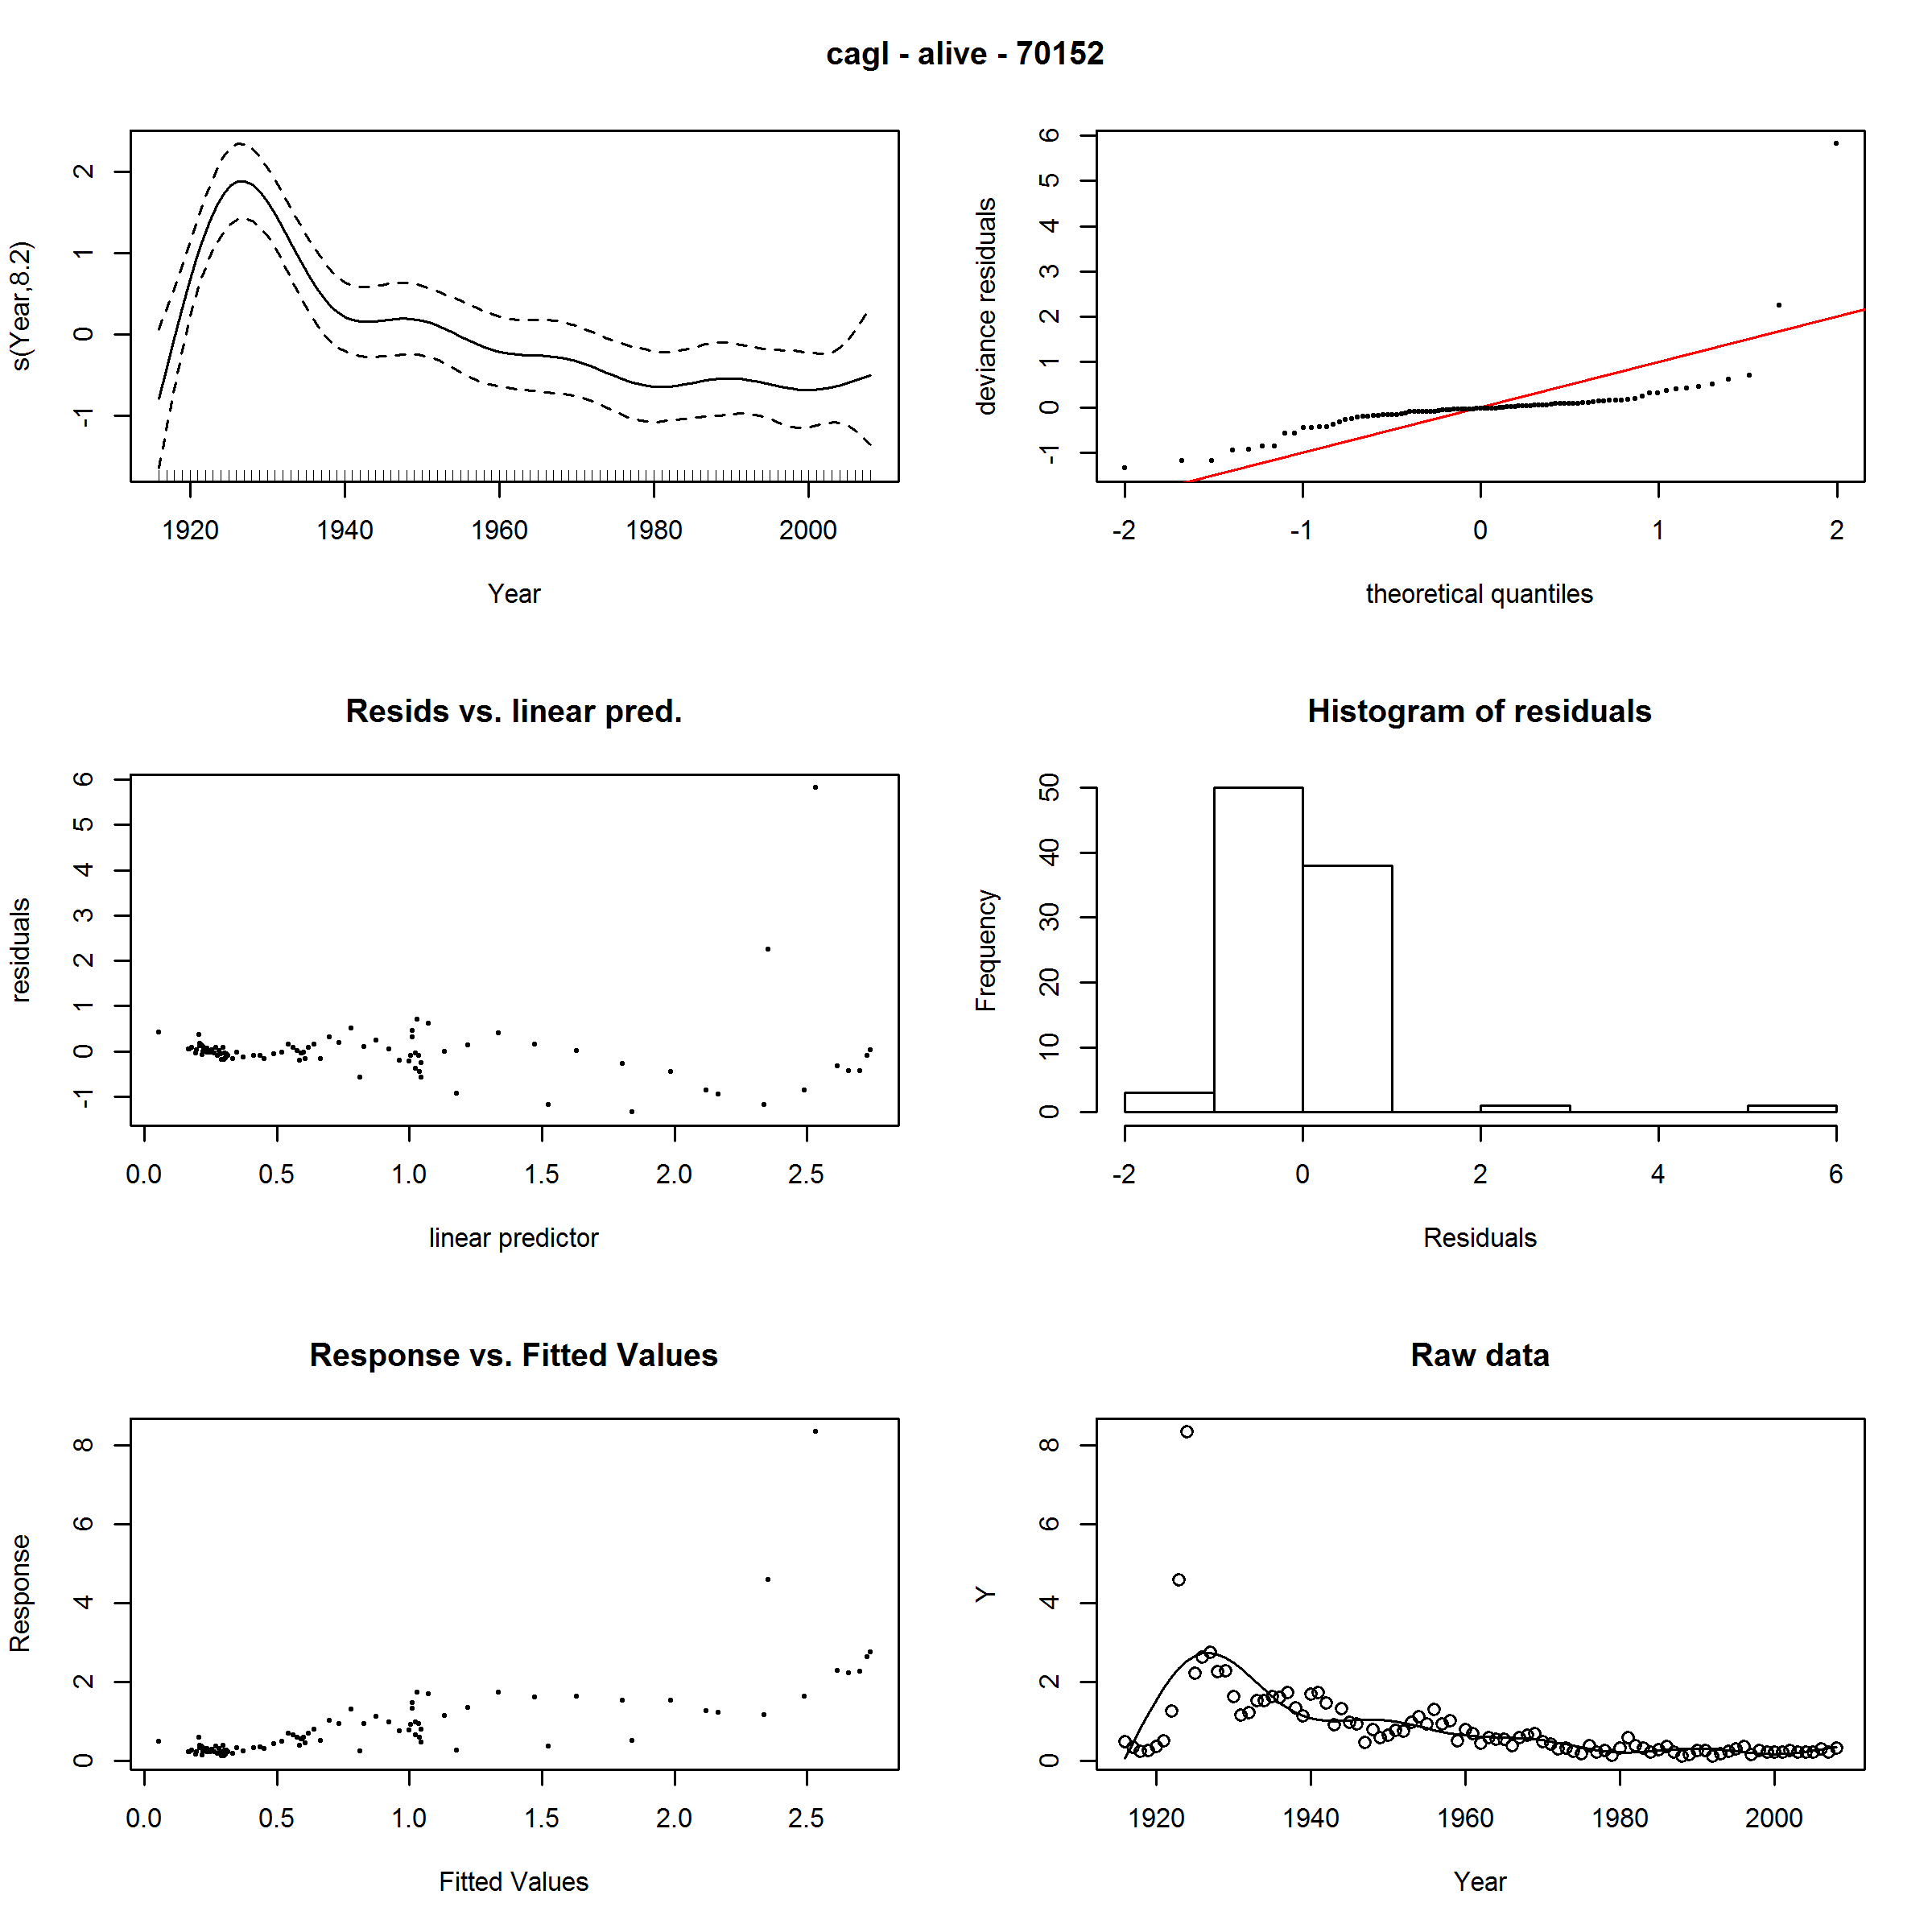 cagl - alive - 70152
s(Year,8.2)
2
1
0
-1
1920 1940 1960 1980 2000
Year
deviance residuals
6
5
4
3
2
1
0
-1
-2 -1 0 1 2
theoretical quantiles
Resids vs. linear pred.
residuals
6
5
4
3
2
1
0
-1
0.0 0.5 1.0 1.5 2.0 2.5
linear predictor
Histogram of residuals
Frequency
50
40
30
20
10
0
-2 0 2 4 6
Residuals
Response vs. Fitted Values
Response
8
6
4
2
0
0.0 0.5 1.0 1.5 2.0 2.5
Fitted Values
Raw data
Y
8
6
4
2
0
1920 1940 1960 1980 2000
Year